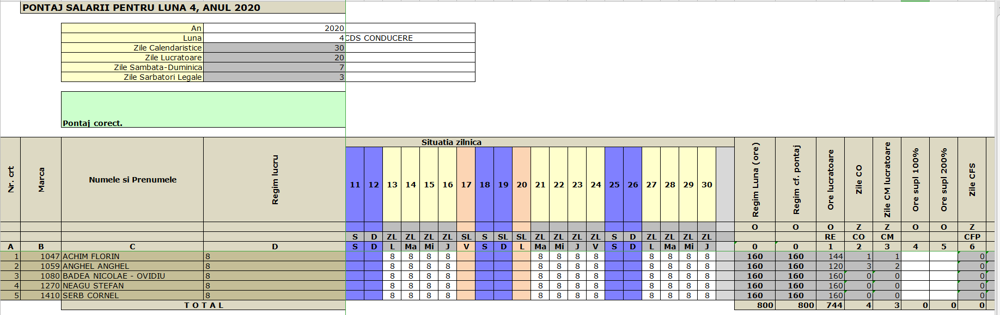 PONTAJ SALARII PENTRU LUNA 4, ANUL 2020
An 2020
Luna 4 CDS CONDUCERE
Zile Calendaristice 30
Zile Lucratoare 20
Zile Sambata-Duminica 7
Zile Sarbatori Legale 3
Pontaj corect.
Situatia zilnica
Nr. crt Marca Numele si Prenumele Regim lucru 11 12 13 14 15 16 17 18 19 20 21 22 23 24 25 26 27 28 29 30 Regim Luna (ore) Regim cf. pontaj Ore lucratoare Zile CO Zile CM lucratoare Ore supl 100% Ore supl 200% Zile CFS
O O O Z Z O O Z
S D ZL ZL ZL ZL SL S SL SL ZL ZL ZL ZL S D ZL ZL ZL ZL RE CO CM CFP
A B C D S D L Ma Mi J V S D L Ma Mi J V S D L Ma Mi J 0 0 1 2 3 4 5 6
1 1047 ACHIM FLORIN 8 8 8 8 8 8 8 8 8 8 8 8 8 160 160 144 1 1 0
2 1059 ANGHEL ANGHEL 8 8 8 8 8 8 8 8 8 8 8 8 8 160 160 120 3 2 0
3 1080 BADEA NICOLAE - OVIDIU 8 8 8 8 8 8 8 8 8 8 8 8 8 160 160 160 0 0 0
4 1270 NEAGU STEFAN 8 8 8 8 8 8 8 8 8 8 8 8 8 160 160 160 0 0 0
5 1410 SERB CORNEL 8 8 8 8 8 8 8 8 8 8 8 8 8 160 160 160 0 0 0
T O T A L 800 800 744 4 3 0 0 0